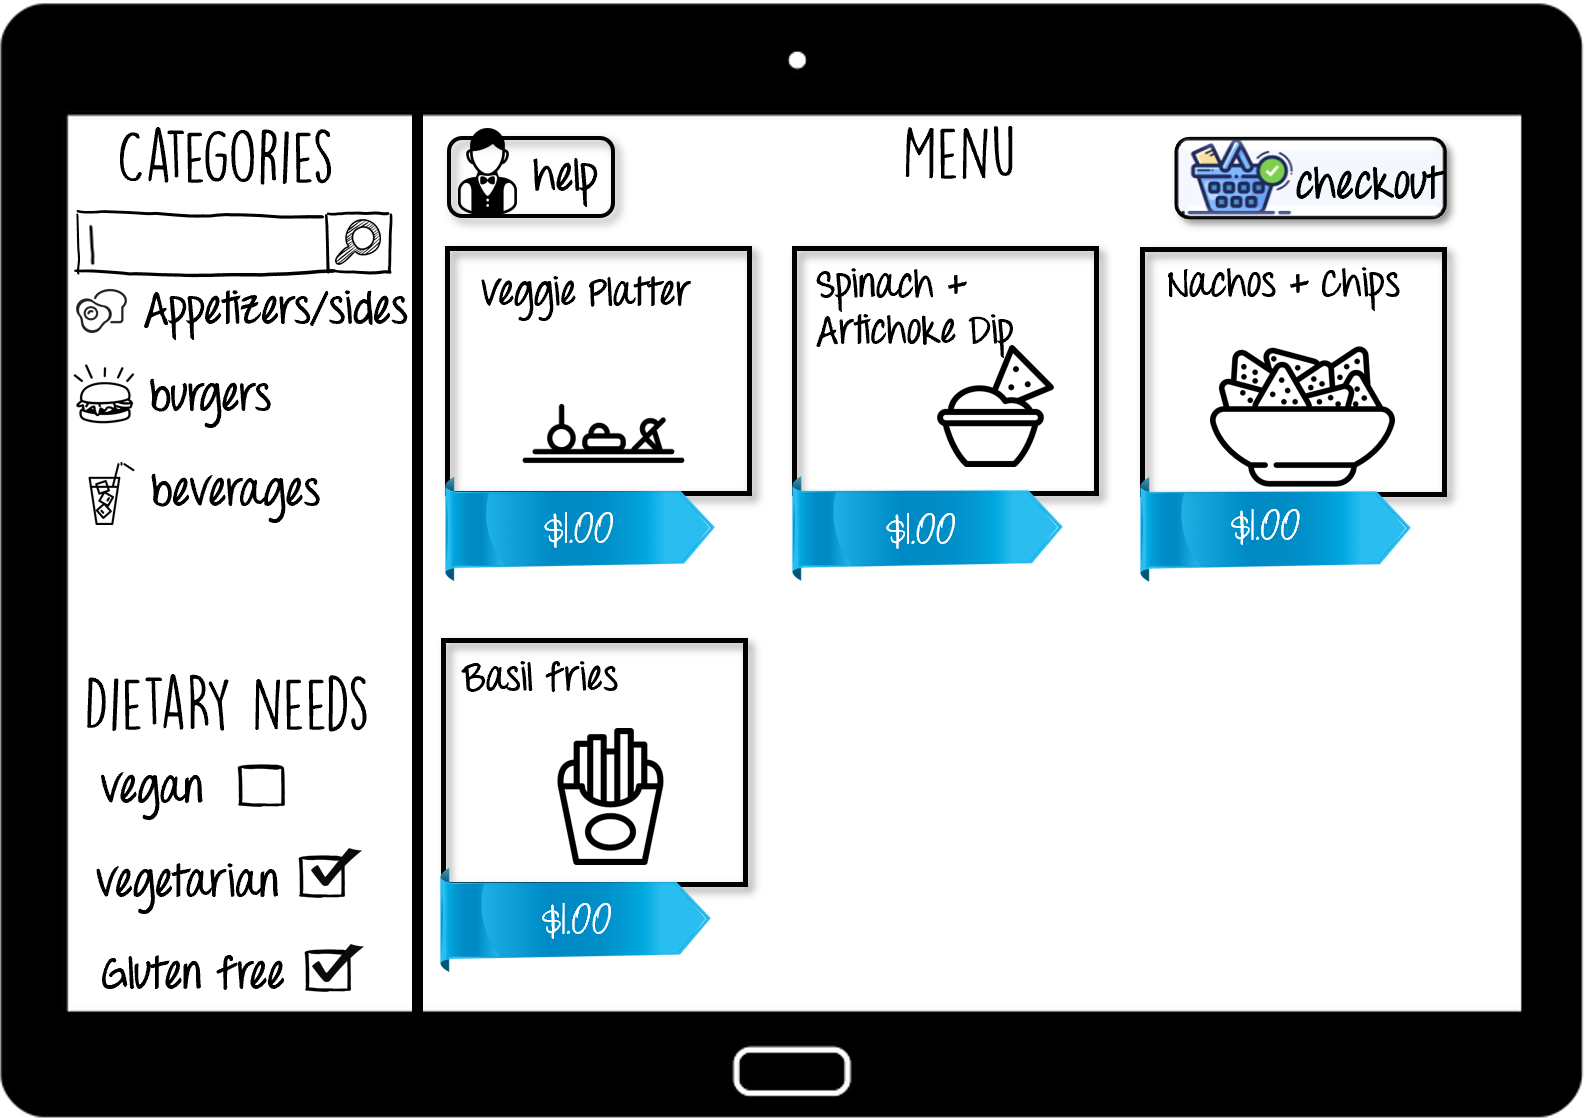 CATEGORIES
Appetizers/sides
burgers
beverages
DIETARY NEEDS
vegan
vegetarian
Gluten free
help
MENU
checkout
Veggie Platter
$1.00
Spinach +
Artichoke Dip
$1.00
Nachos + Chips
$1.00
Basil fries
$1.00